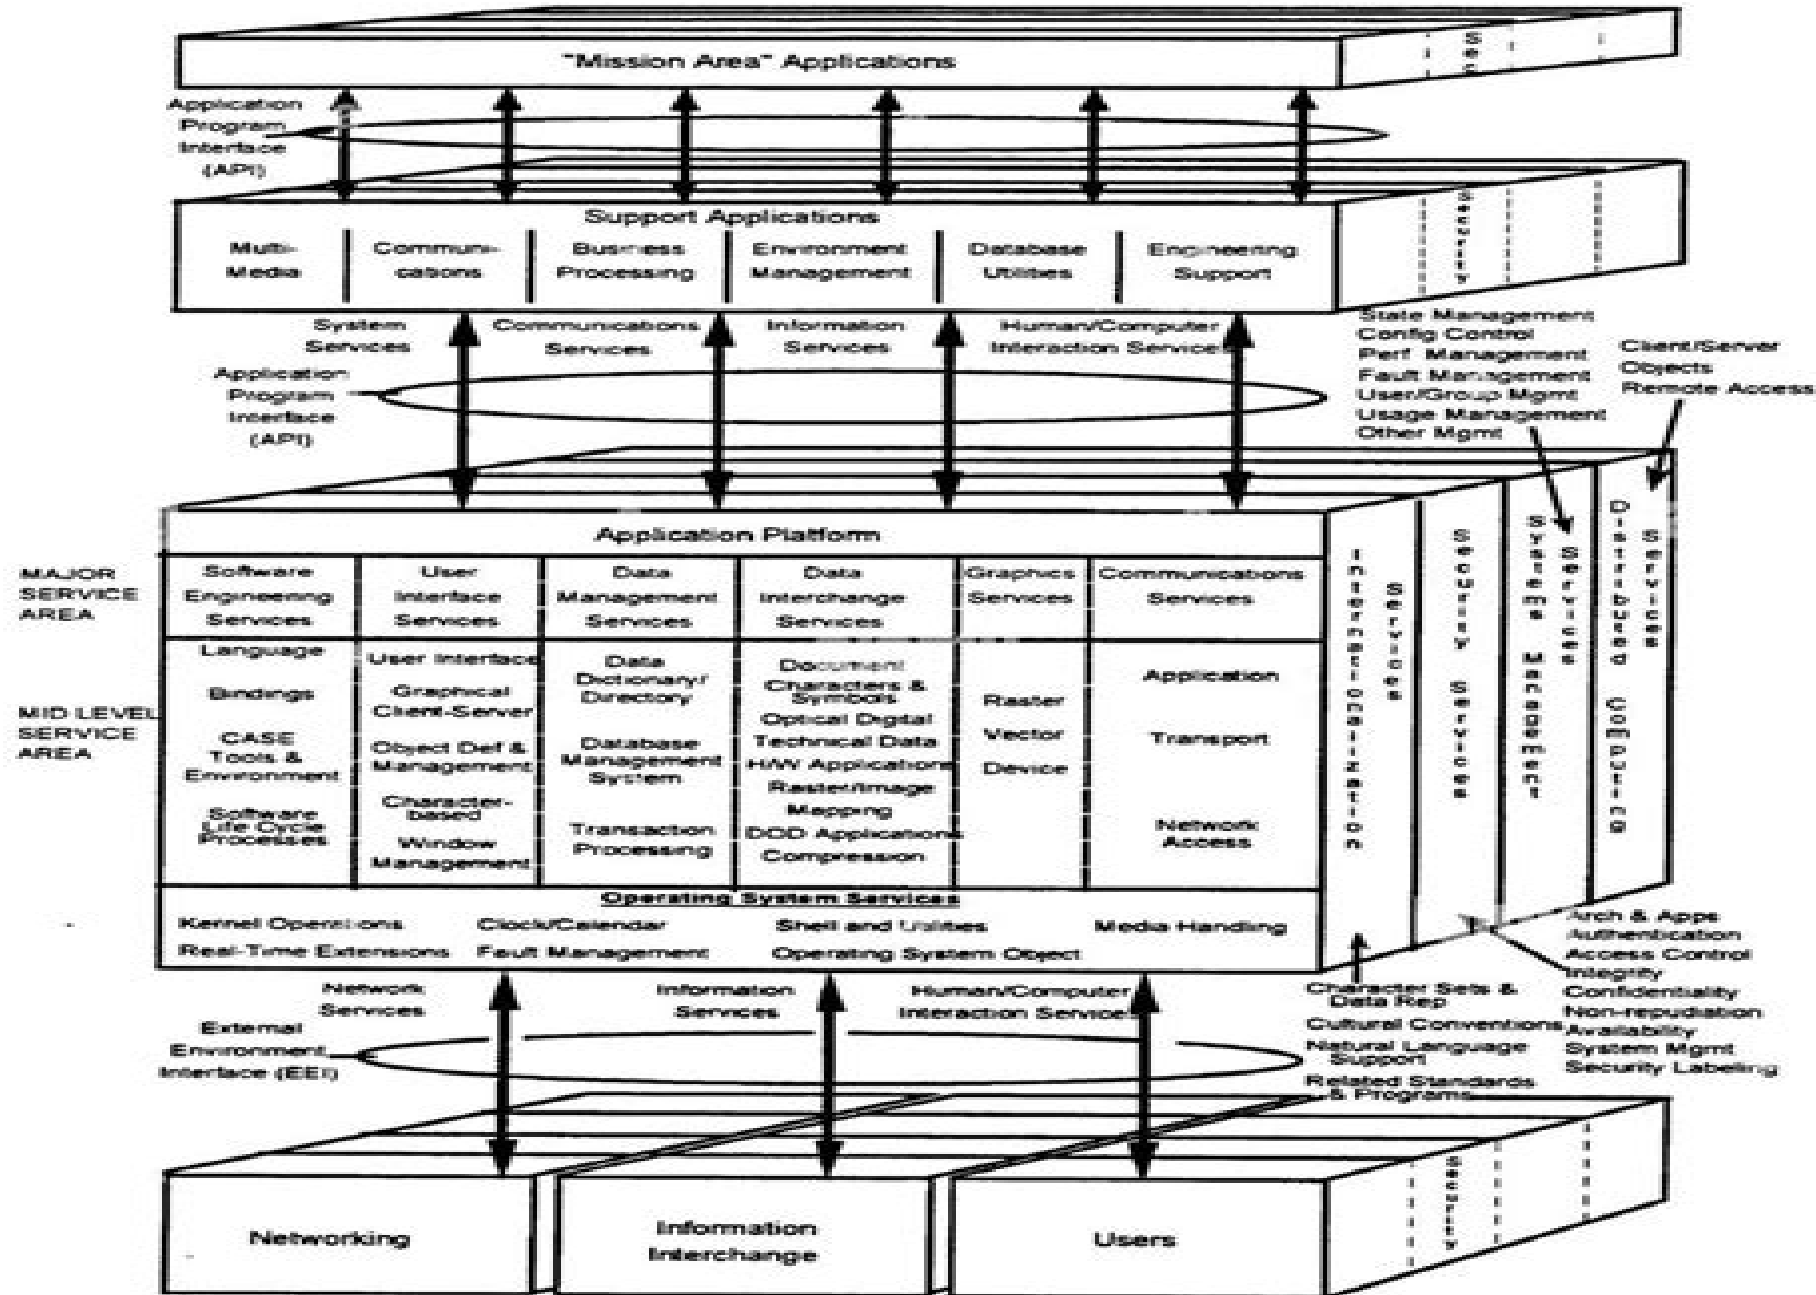 "Mission Area" Applications
Sec
Application
Program
Interface
(API)
Support Applications
Multi-
Media
Communi-
cations
Business
Processing
Environment
Management
Database
Utilities
Engineering
Support
Security
System
Services
Communications
Services
Information
Services
Human/Computer
Interaction Services
Application
Program
Interface
(API)
State Management
Config Control
Perf Management
Fault Management
User/Group Mgmt
Usage Management
Other Mgmt
Client/Server
Objects
Remote Access
Application Platform
MAJOR
SERVICE
AREA
Software
Engineering
Services
User
Interface
Services
Data
Management
Services
Data
Interchange
Services
Graphics
Services
Communications
Services
MID LEVEL
SERVICE
AREA
Language
Bindings
CASE
Tools &
Environment
Software
Life Cycle
Processes
User Interface
Graphical
Client-Server
Object Def &
Management
Character-
based
Window
Management
Data
Dictionary/
Directory
Database
Management
System
Transaction
Processing
Document
Characters &
Symbols
Optical Digital
Technical Data
H/W Applications
Raster/Image
Mapping
DOD Applications
Compression
Raster
Vector
Device
Application
Transport
Network
Access
Internationalization
Services
Security Services
Systems Management
Services
Distributed Computing
Services
Operating System Services
Kernel Operations
Clock/Calendar
Shell and Utilities
Media Handling
Real-Time Extensions
Fault Management
Operating System Object
Network
Services
Information
Services
Human/Computer
Interaction Services
External
Environment
Interface (EEI)
Character Sets &
Data Rep
Cultural Conventions
Natural Language
Support
Related Standards
& Programs
Arch & Apps
Authentication
Access Control
Integrity
Confidentiality
Non-repudiation
Availability
System Mgmt
Security Labeling
Networking
Information
Interchange
Users
Security